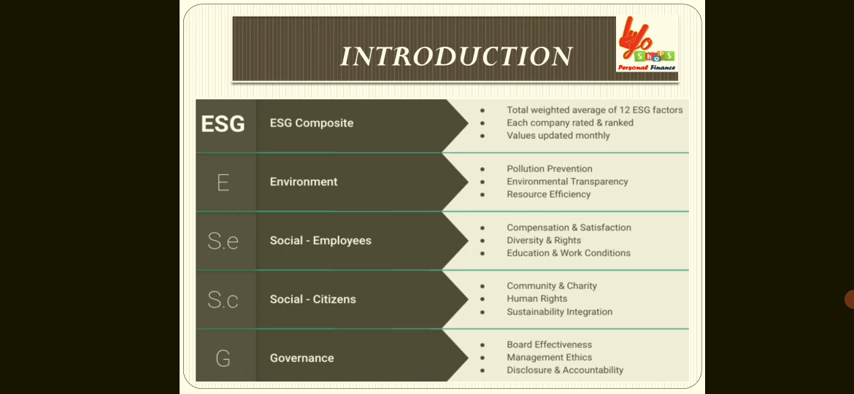 INTRODUCTION
yo
ShOPS
Personal Finance
ESG
ESG Composite
• Total weighted average of 12 ESG factors
• Each company rated & ranked
• Values updated monthly
E
Environment
• Pollution Prevention
• Environmental Transparency
• Resource Efficiency
S.e
Social - Employees
• Compensation & Satisfaction
• Diversity & Rights
• Education & Work Conditions
S.c
Social - Citizens
• Community & Charity
• Human Rights
• Sustainability Integration
G
Governance
• Board Effectiveness
• Management Ethics
• Disclosure & Accountability